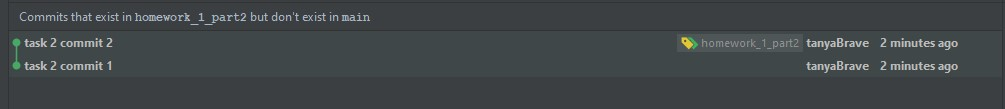 Commits that exist in homework_1_part2 but don't exist in main
task 2 commit 2 homework_1_part2 tanyaBrave 2 minutes ago
task 2 commit 1 tanyaBrave 2 minutes ago